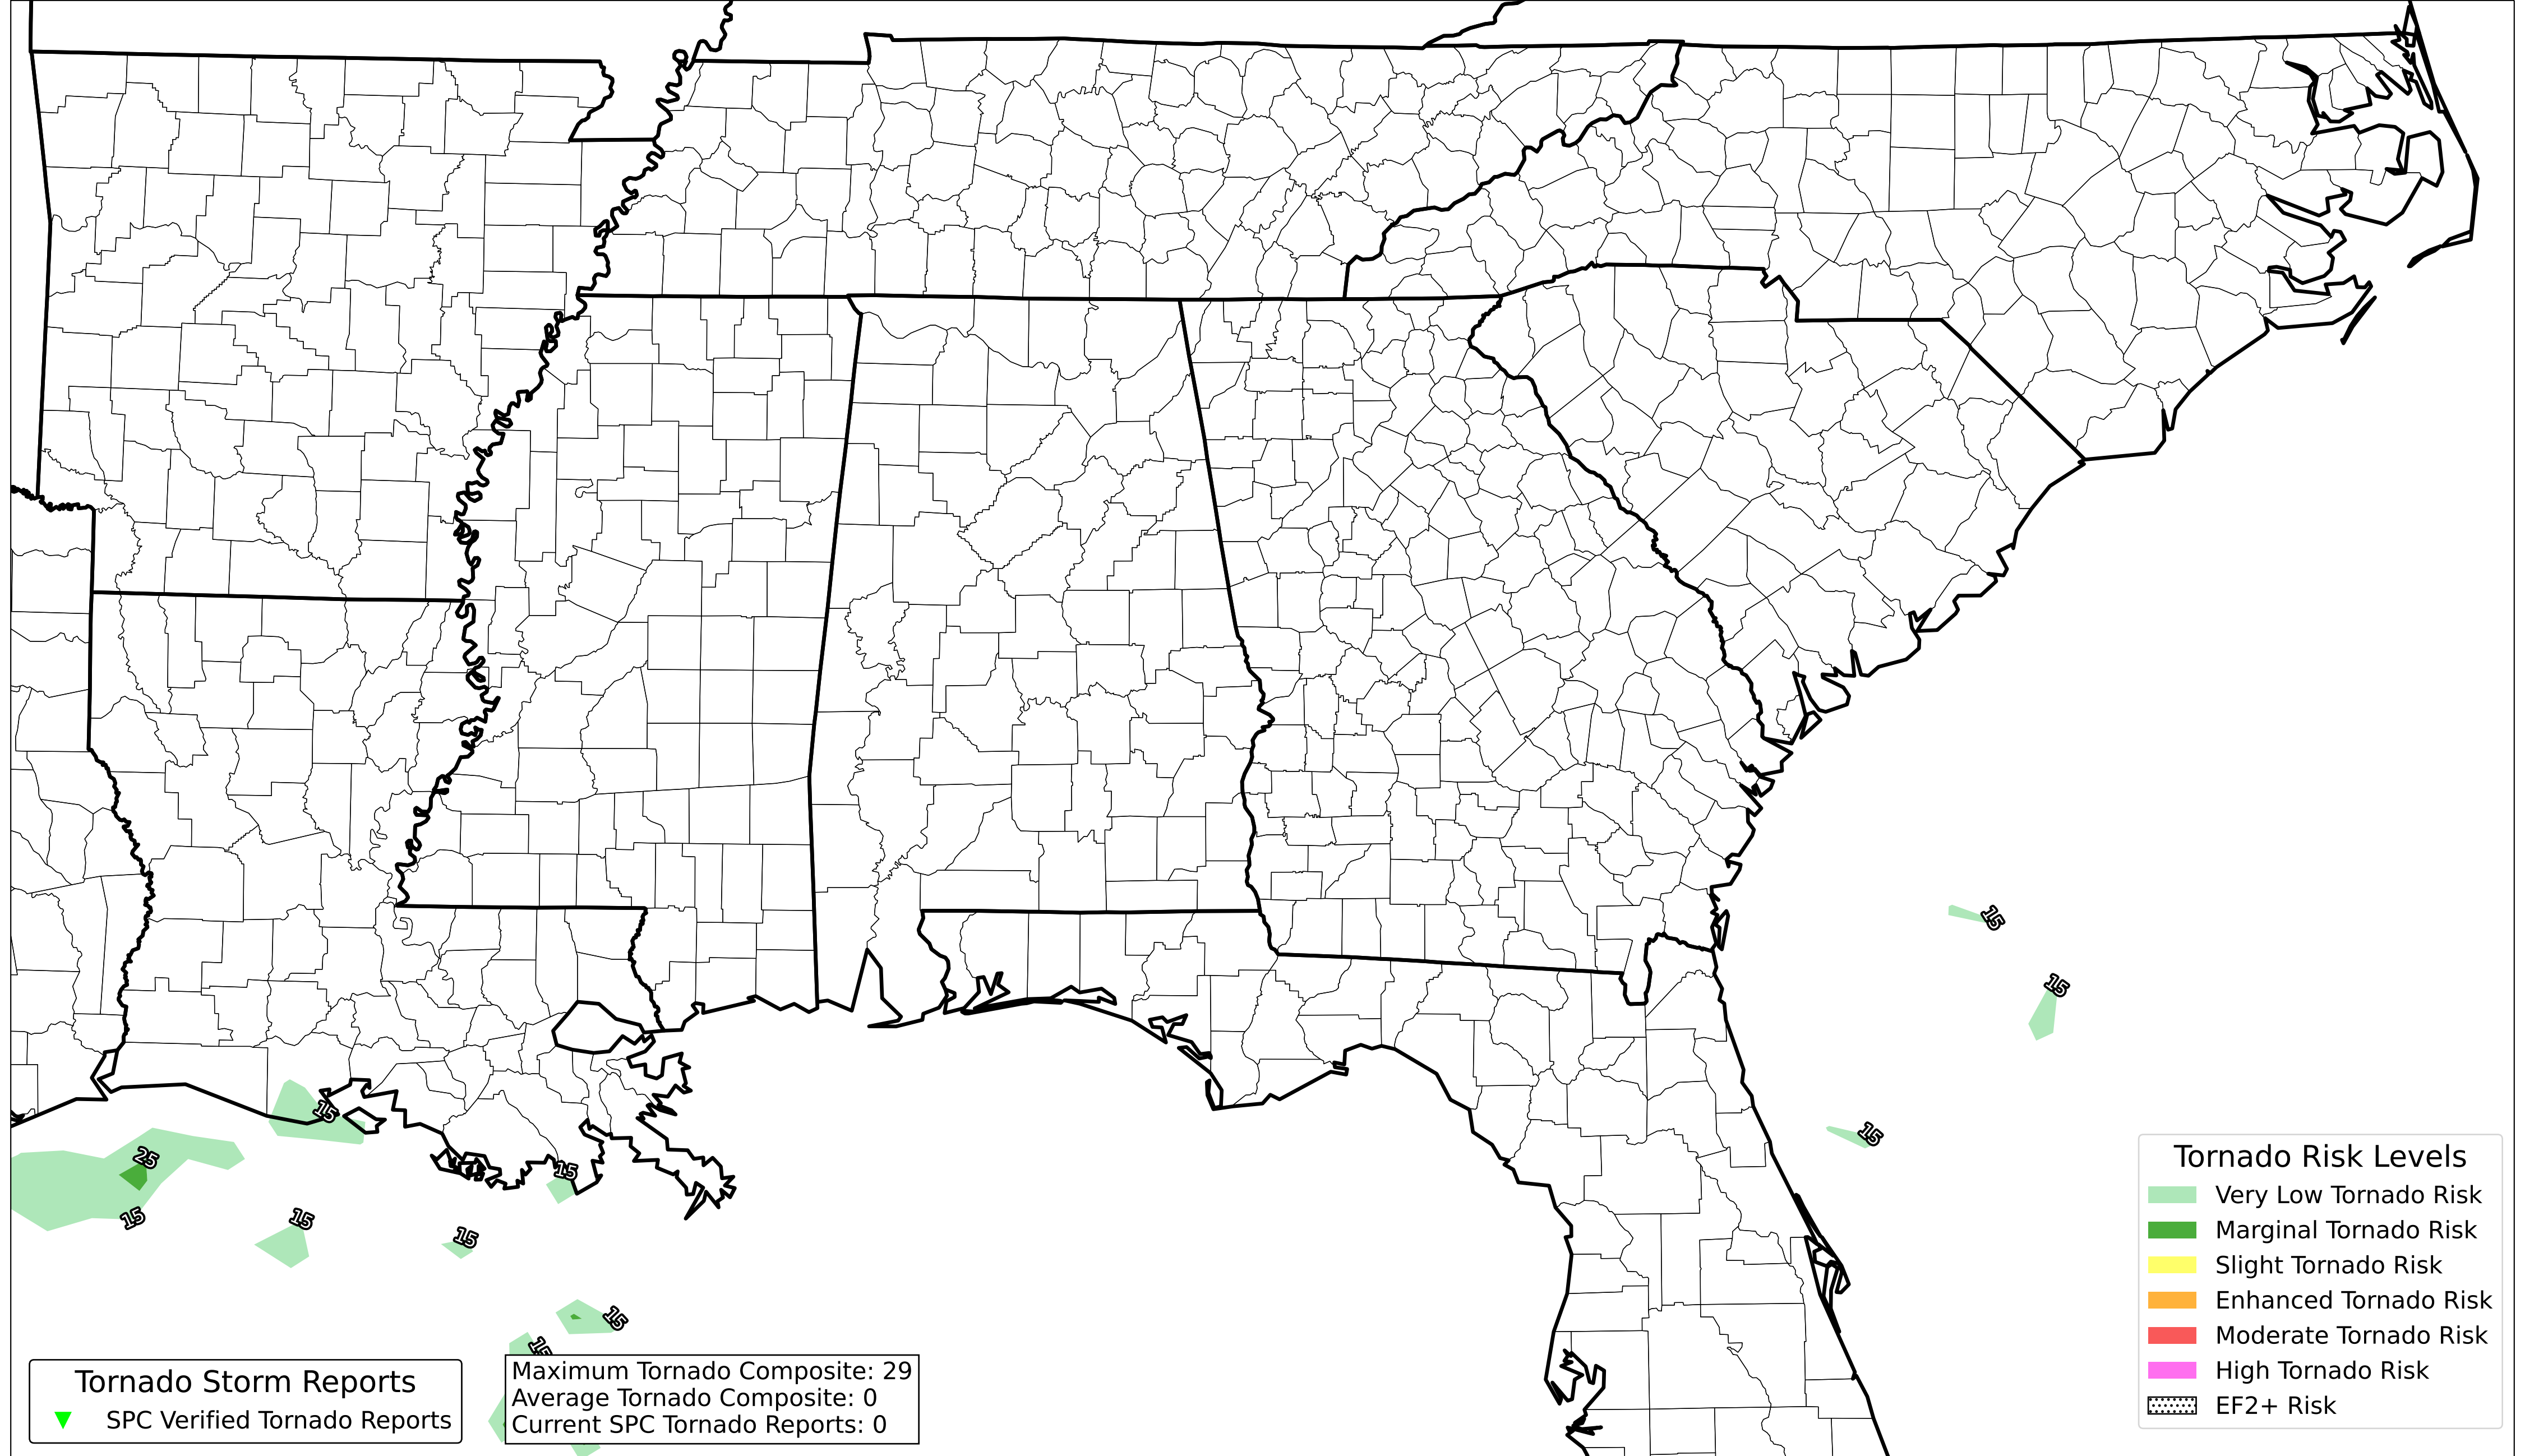 15
15
15
15
25
15
15
15
15
15
15
Tornado Risk Levels
Very Low Tornado Risk
Marginal Tornado Risk
Slight Tornado Risk
Enhanced Tornado Risk
Moderate Tornado Risk
High Tornado Risk
EF2+ Risk
Tornado Storm Reports
SPC Verified Tornado Reports
Maximum Tornado Composite: 29
Average Tornado Composite: 0
Current SPC Tornado Reports: 0